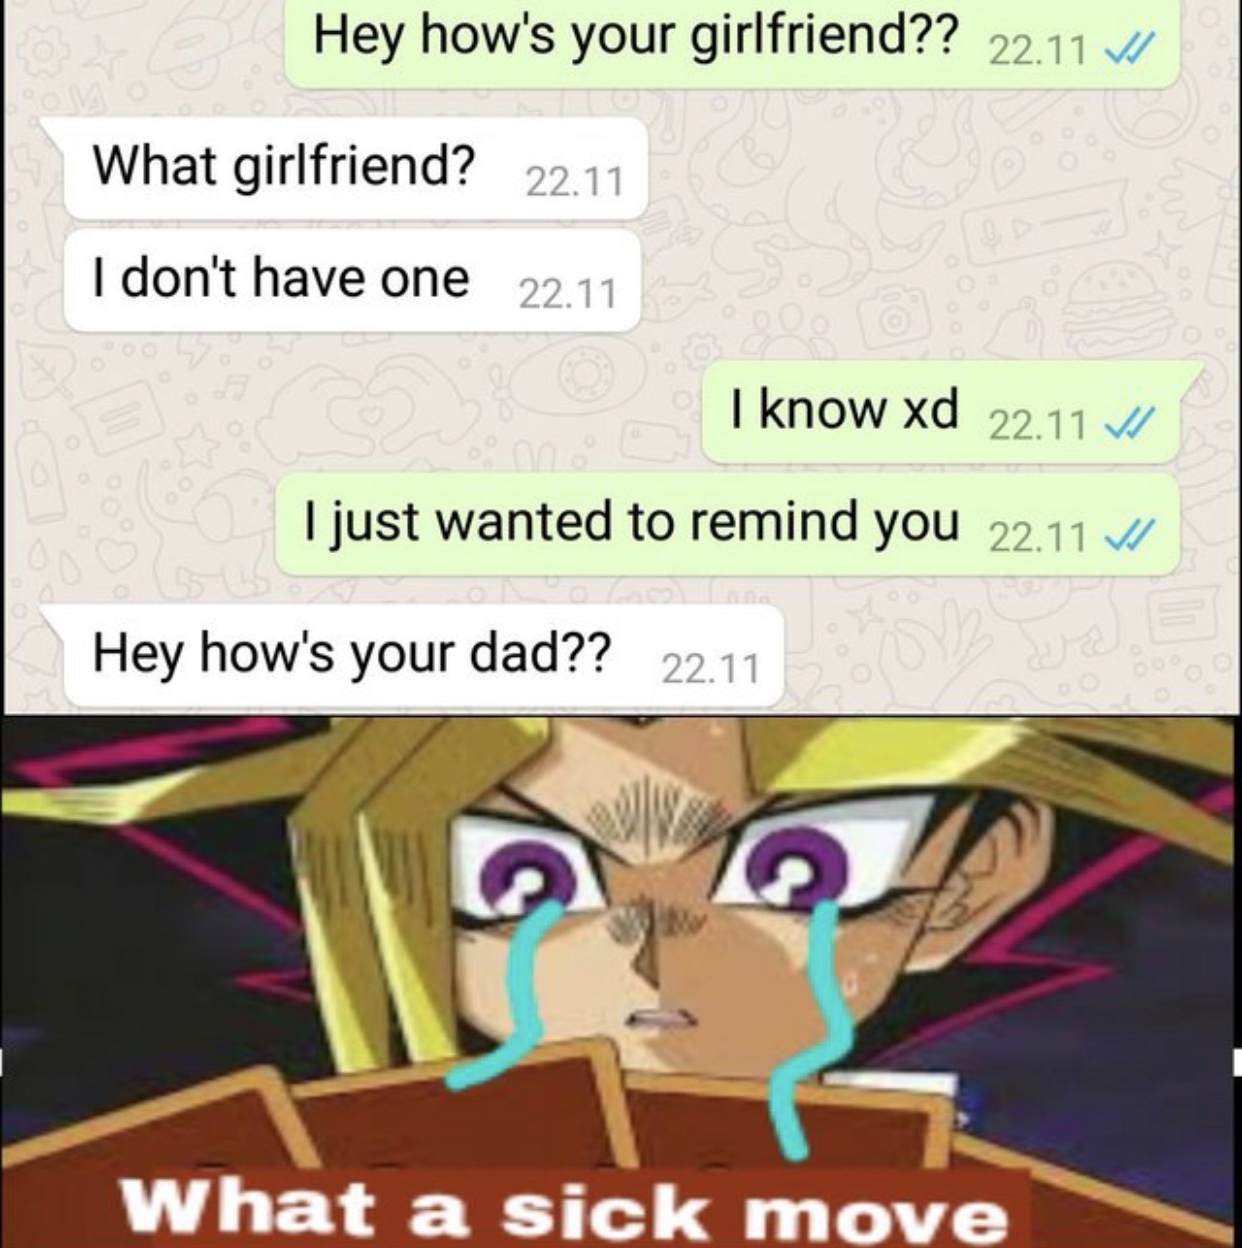 Hey how's your girlfriend?? 22.11
What girlfriend? 22.11
I don't have one 22.11
I know xd 22.11
I just wanted to remind you 22.11
Hey how's your dad?? 22.11
What a sick move